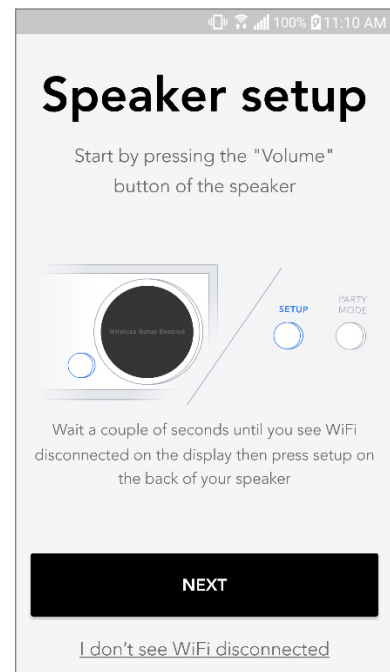 100% 11:10 AM
Speaker setup
Start by pressing the "Volume"
button of the speaker
Wireless Setup Enabled
SETUP
PARTY
MODE
Wait a couple of seconds until you see WiFi
disconnected on the display then press setup on
the back of your speaker
NEXT
I don't see WiFi disconnected